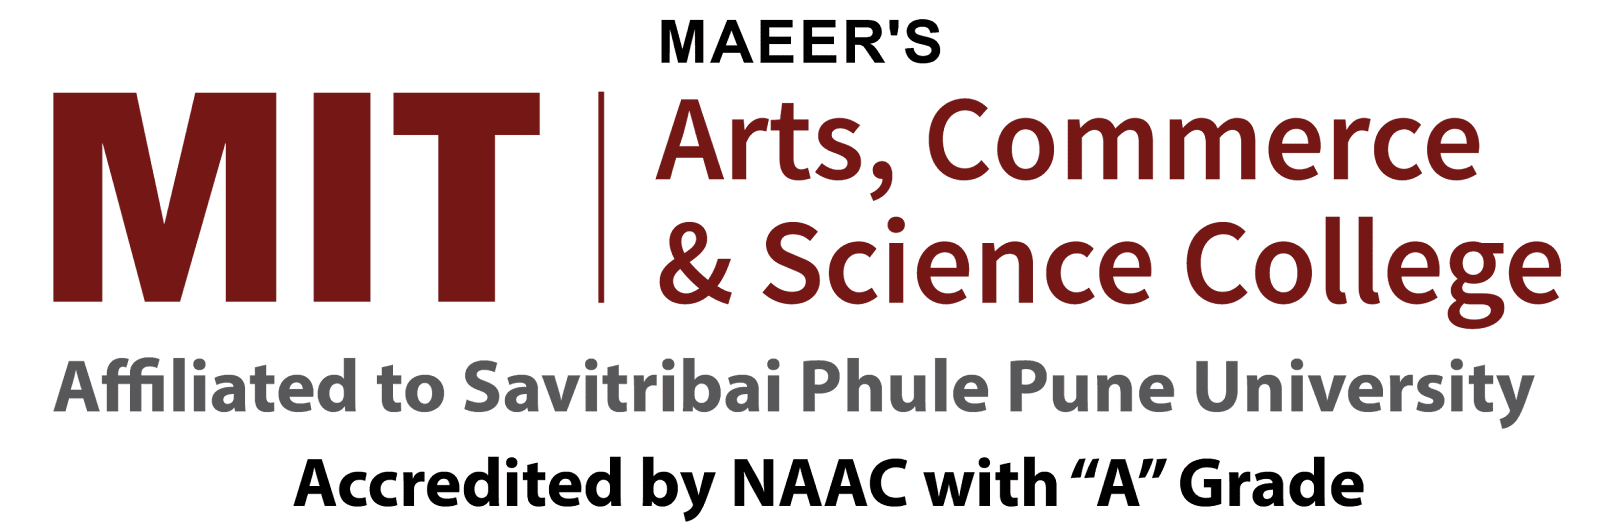 MAEER'S
MIT
Arts, Commerce
& Science College
Affiliated to Savitribai Phule Pune University
Accredited by NAAC with “A” Grade